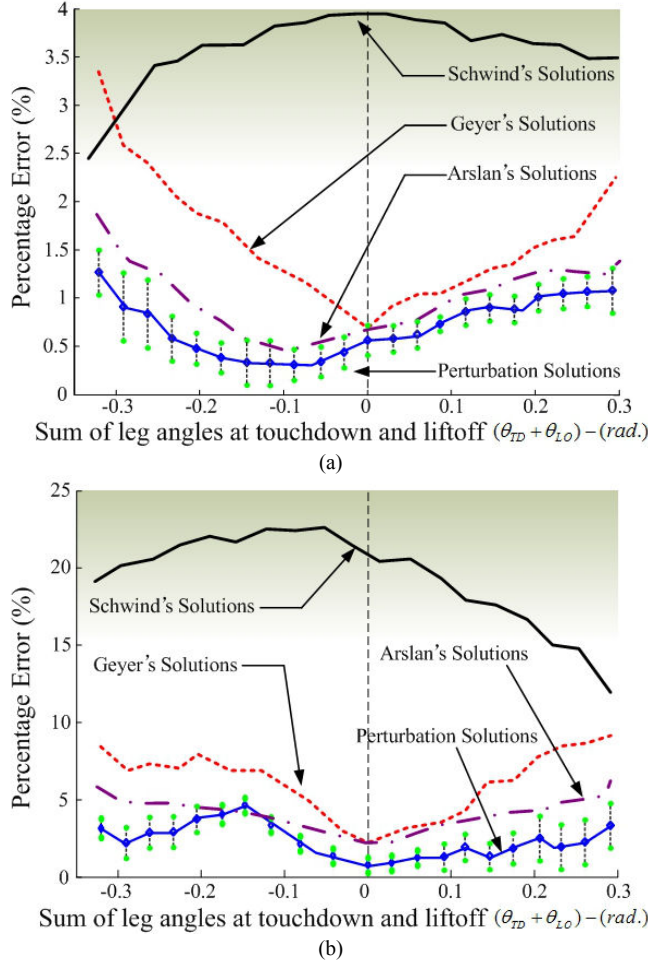 4
3.5
3
2.5
2
1.5
1
0.5
0
Percentage Error (%)
Schwind's Solutions
Geyer's Solutions
Arslan's Solutions
Perturbation Solutions
-0.3 -0.2 -0.1 0 0.1 0.2 0.3
Sum of leg angles at touchdown and liftoff (θ_TD + θ_LO) – (rad.)
(a)
25
20
15
10
5
0
Percentage Error (%)
Schwind's Solutions
Geyer's Solutions
Arslan's Solutions
Perturbation Solutions
-0.3 -0.2 -0.1 0 0.1 0.2 0.3
Sum of leg angles at touchdown and liftoff (θ_TD + θ_LO) – (rad.)
(b)